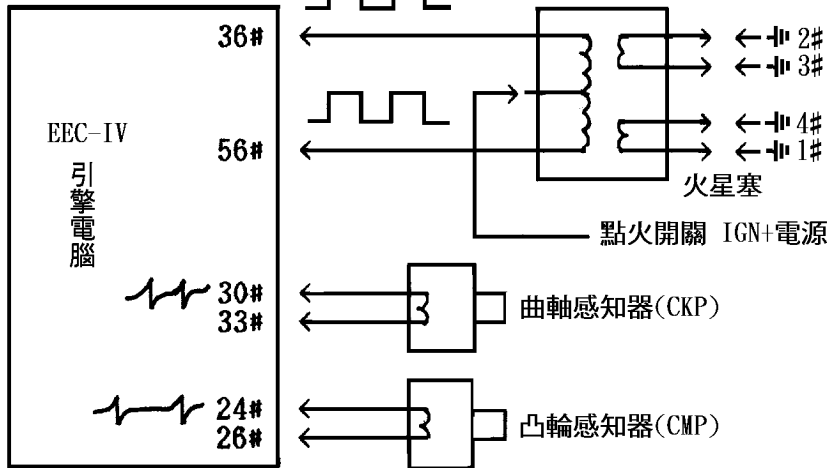 36#
2#
3#
EEC-IV
引擎電腦
56#
4#
1#
火星塞
點火開關 IGN+電源
30#
33#
曲軸感知器(CKP)
24#
26#
凸輪感知器(CMP)